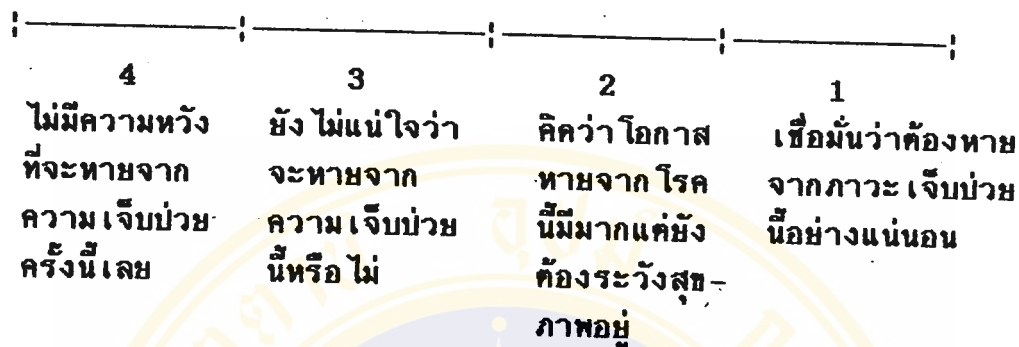 4 3 2 1
ไม่มีความหวัง ยังไม่แน่ใจว่า คิดว่าโอกาส เชื่อมั่นว่าต้องหาย
ที่จะหายจาก จะหายจาก หายจากโรค จากภาวะเจ็บป่วย
ความเจ็บป่วย ความเจ็บป่วย นี้มีมากแต่ยัง นี้อย่างแน่นอน
ครั้งนี้เลย นี้หรือไม่ ต้องระวังสุข-
ภาพอยู่